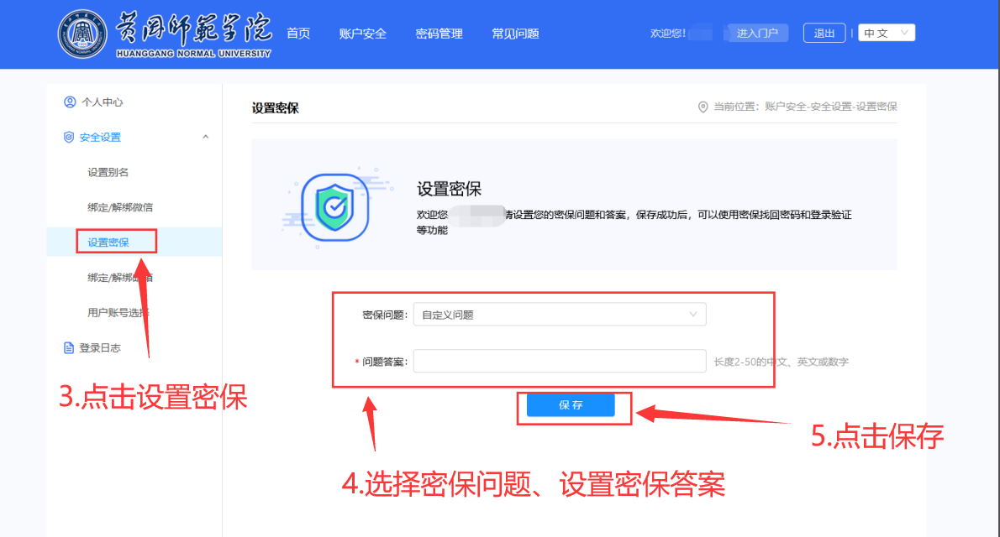 黄冈师范学院
HUANGGANG NORMAL UNIVERSITY
首页 账户安全 密码管理 常见问题
欢迎您! 进入门户 退出 | 中文
个人中心
安全设置
设置别名
绑定/解绑微信
设置密保
绑定/解绑邮箱
用户账号选择
登录日志
设置密保
当前位置：账户安全-安全设置-设置密保
设置密保
欢迎您 请设置您的密保问题和答案，保存成功后，可以使用密保找回密码和登录验证
等功能
密保问题： 自定义问题
* 问题答案： 长度2-50的中文、英文或数字
保存
3.点击设置密保
4.选择密保问题、设置密保答案
5.点击保存